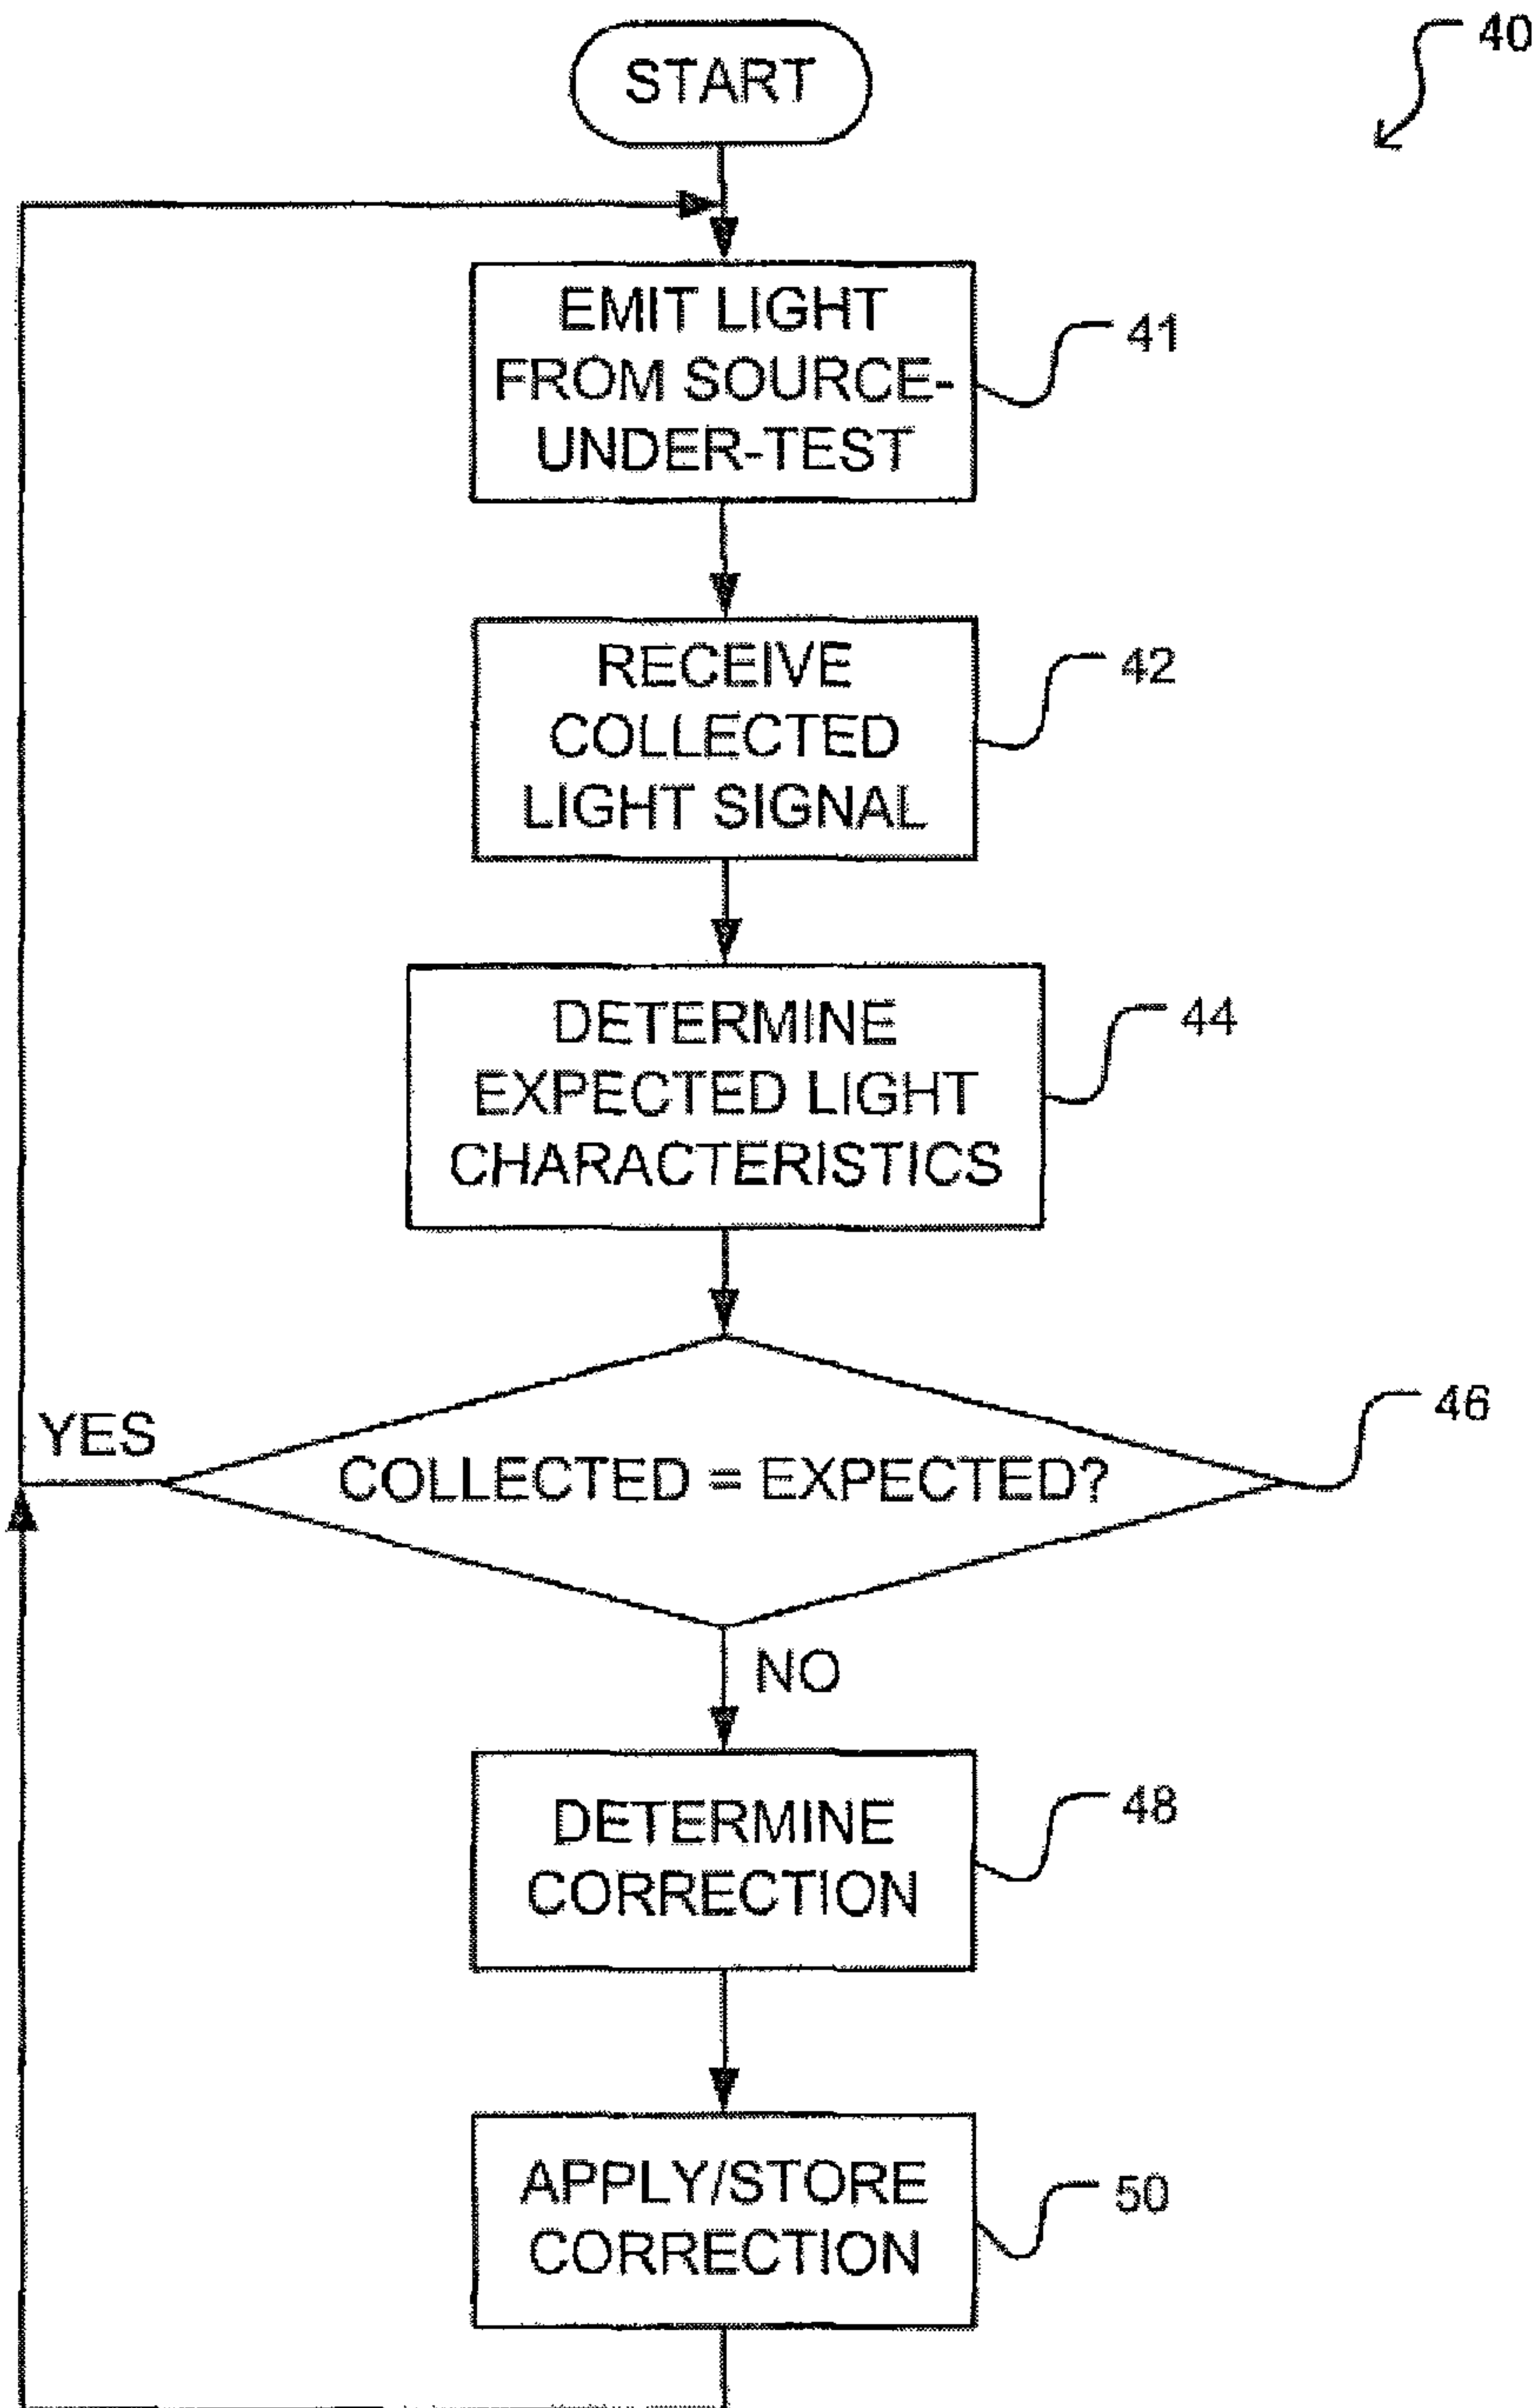 40
START
EMIT LIGHT
FROM SOURCE-
UNDER-TEST
41
RECEIVE
COLLECTED
LIGHT SIGNAL
42
DETERMINE
EXPECTED LIGHT
CHARACTERISTICS
44
YES
COLLECTED = EXPECTED?
46
NO
DETERMINE
CORRECTION
48
APPLY/STORE
CORRECTION
50